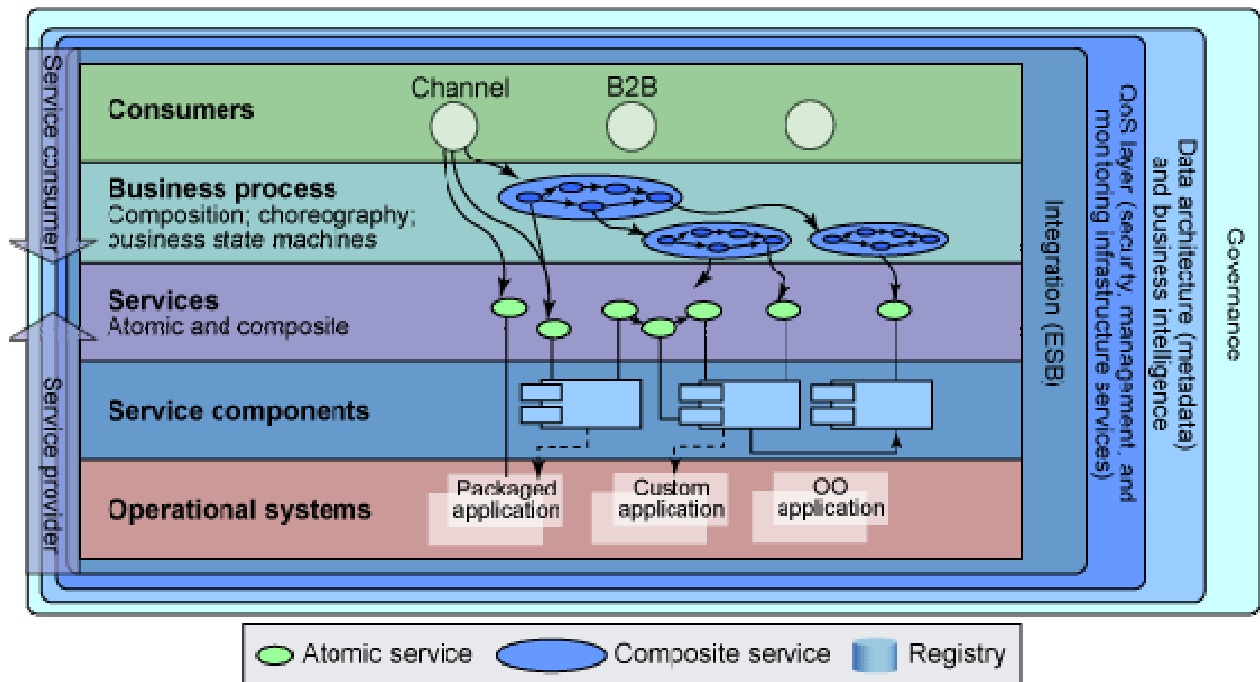 Service consumer
Service provider
Consumers
Channel
B2B
Business process
Composition; choreography;
business state machines
Services
Atomic and composite
Service components
Operational systems
Packaged
application
Custom
application
OO
application
Integration (ESB)
QoS layer (security, management, and
monitoring infrastructure services)
Data architecture (metadata)
and business intelligence
Governance
Atomic service
Composite service
Registry